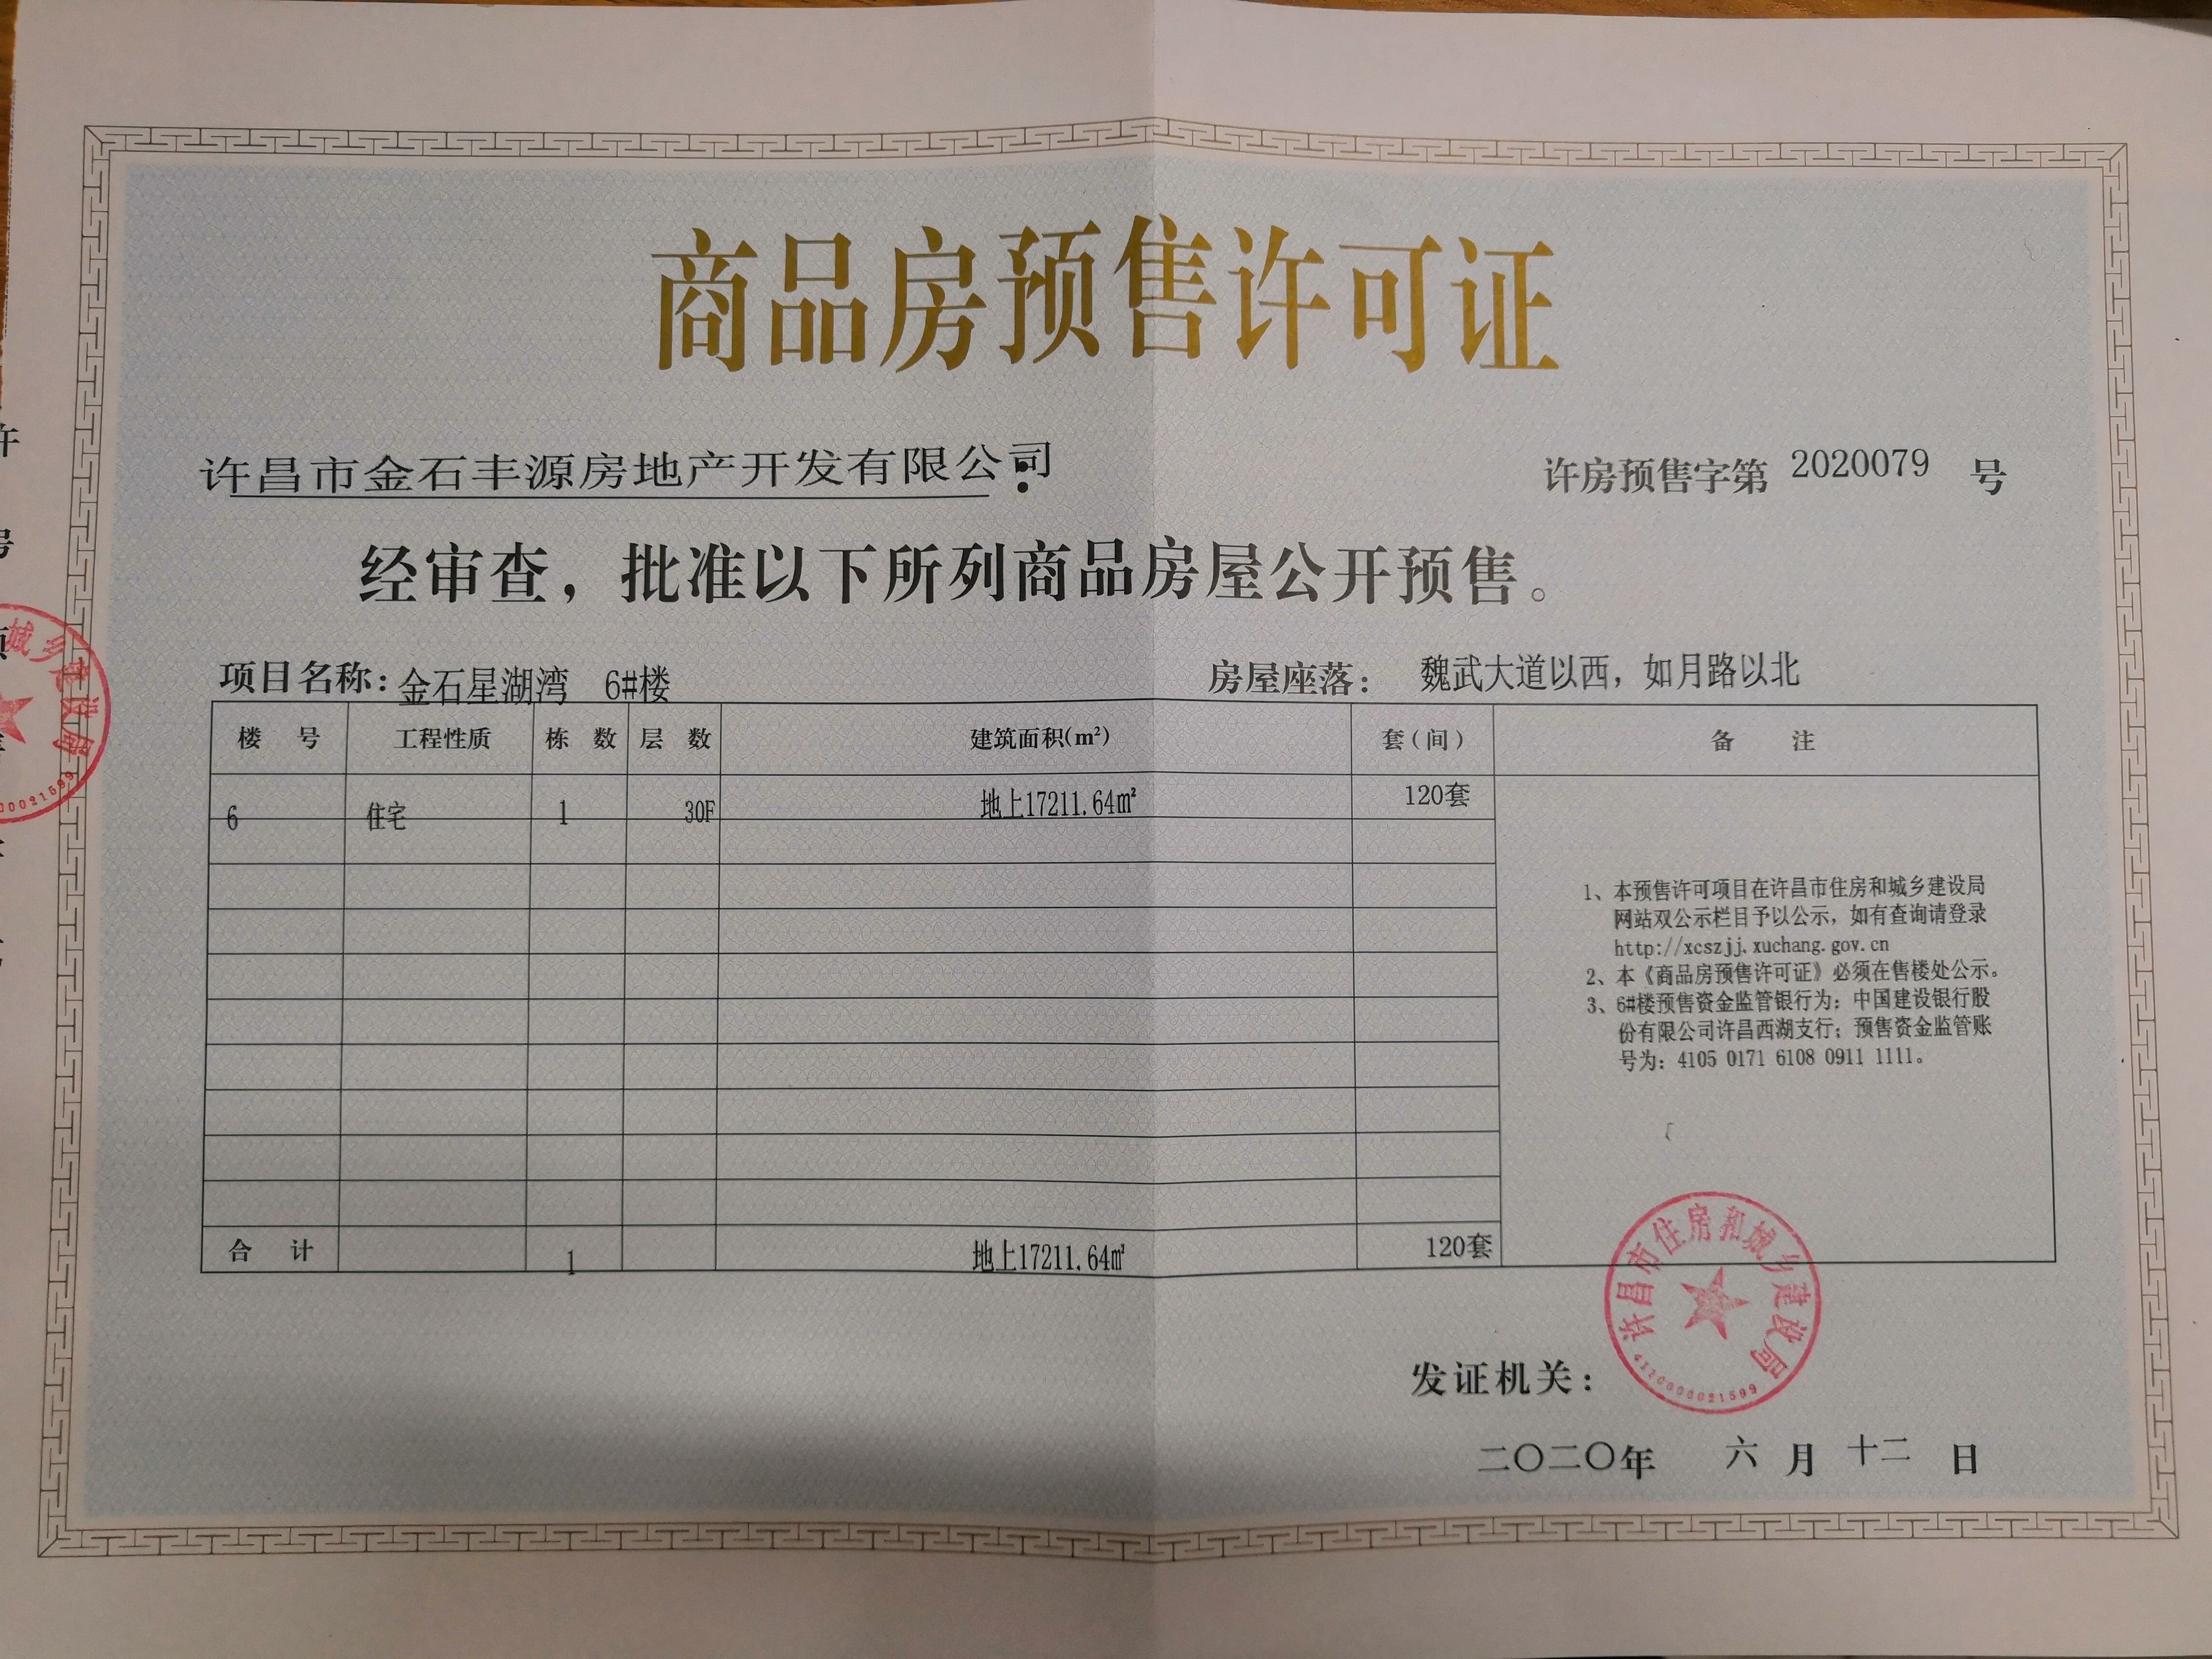 商品房预售许可证
许昌市金石丰源房地产开发有限公司:
许房预售字第 2020079 号
经审查，批准以下所列商品房屋公开预售。
项目名称: 金石星湖湾 6#楼
房屋座落: 魏武大道以西，如月路以北
楼 号 工程性质 栋 数 层 数 建筑面积(m²) 套(间) 备 注
6 住宅 1 30F 地上17211.64㎡ 120套
1、本预售许可项目在许昌市住房和城乡建设局
网站双公示栏目予以公示，如有查询请登录
http://xcszjj.xuchang.gov.cn
2、本《商品房预售许可证》必须在售楼处公示。
3、6#楼预售资金监管银行为：中国建设银行股
份有限公司许昌西湖支行；预售资金监管账
号为：4105 0171 6108 0911 1111。
合 计 1 地上17211.64㎡ 120套
许昌市住房和城乡建设局
4110000021599
发证机关:
二〇二〇年 六 月 十二 日
城乡建设局
00021599